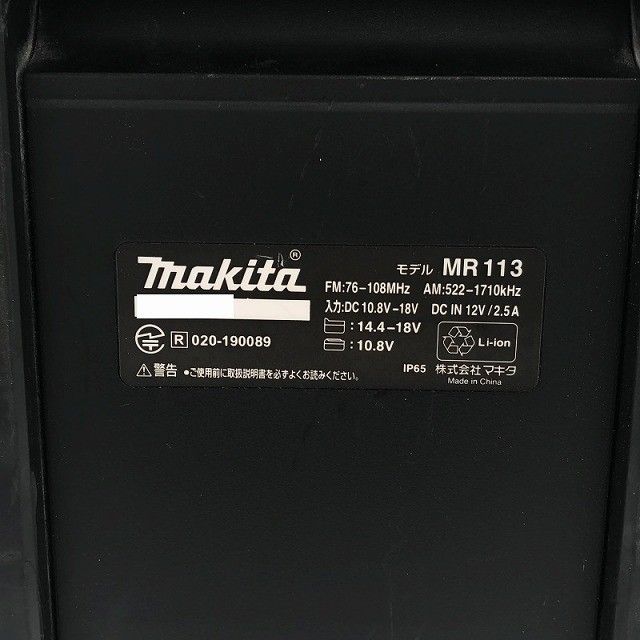 makita®
モデル MR113
FM:76-108MHz AM:522-1710kHz
入力:DC10.8V-18V DC IN 12V/2.5A
:14.4-18V
:10.8V
Li-ion
R 020-190089
⚠警告 ●ご使用前に取扱説明書を必ずよくお読みください。
IP65 株式会社マキタ
Made in China